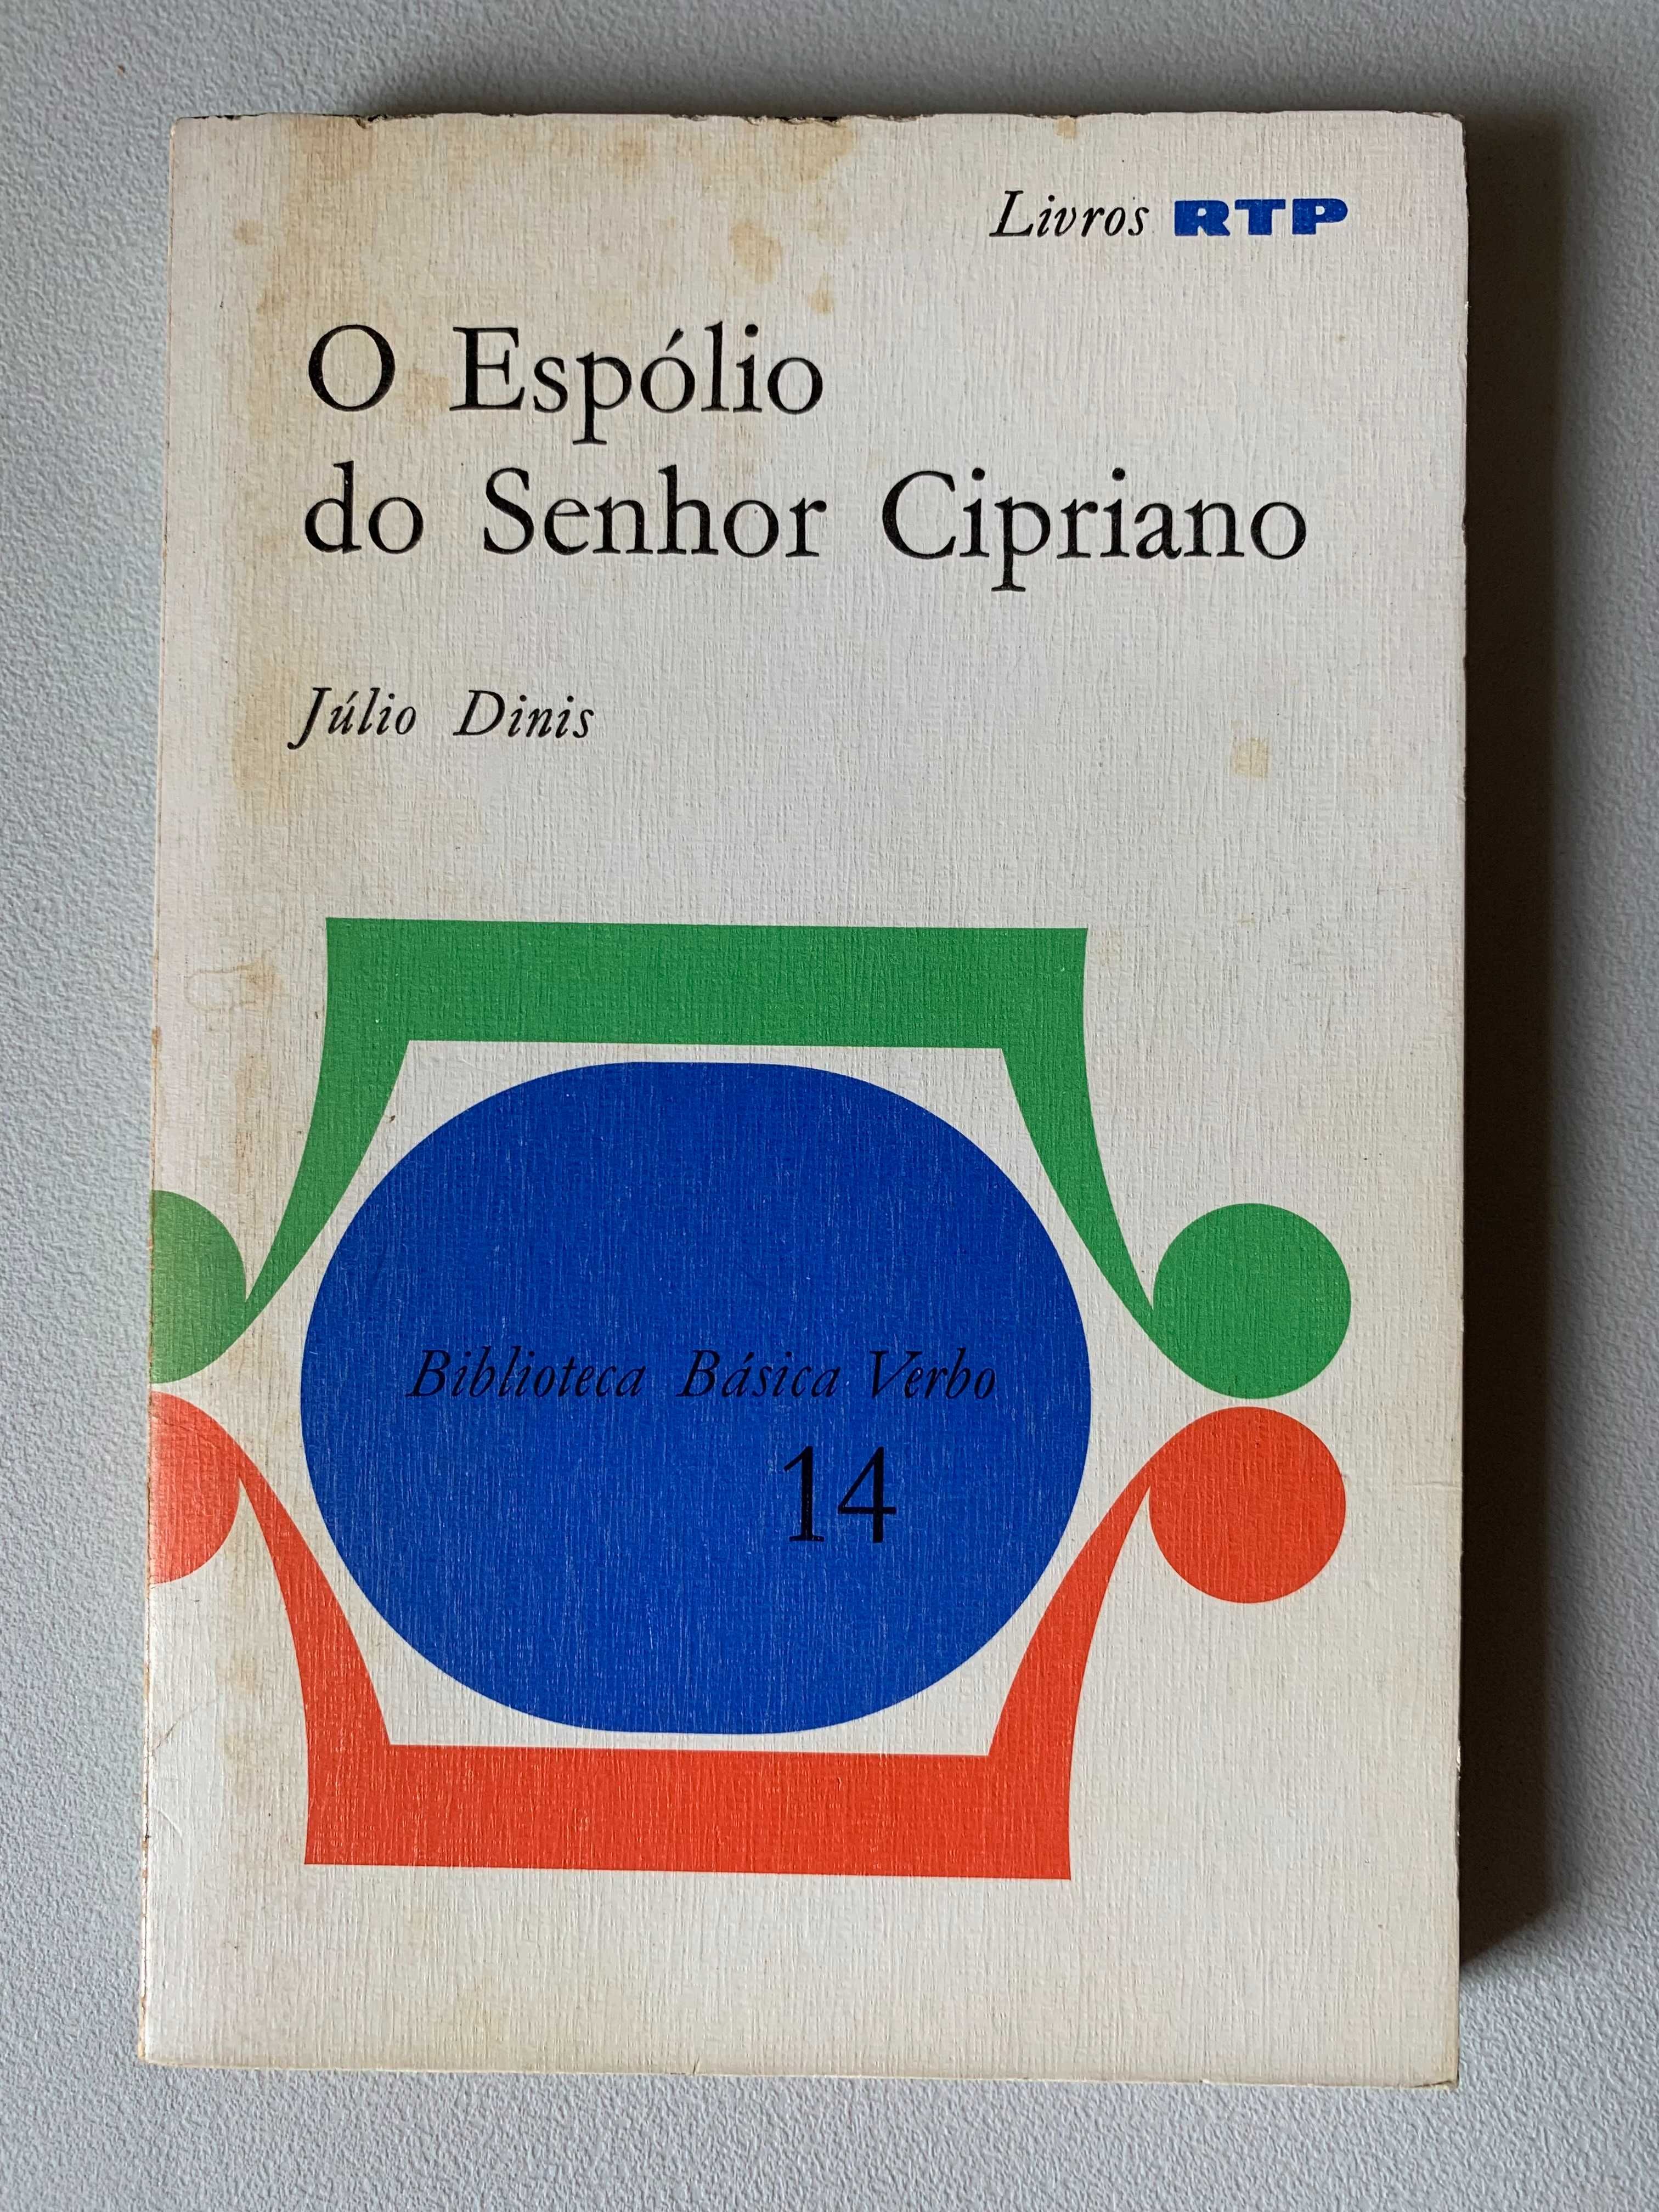 Livros RTP
O Espólio
do Senhor Cipriano
Júlio Dinis
Biblioteca Básica Verbo
14